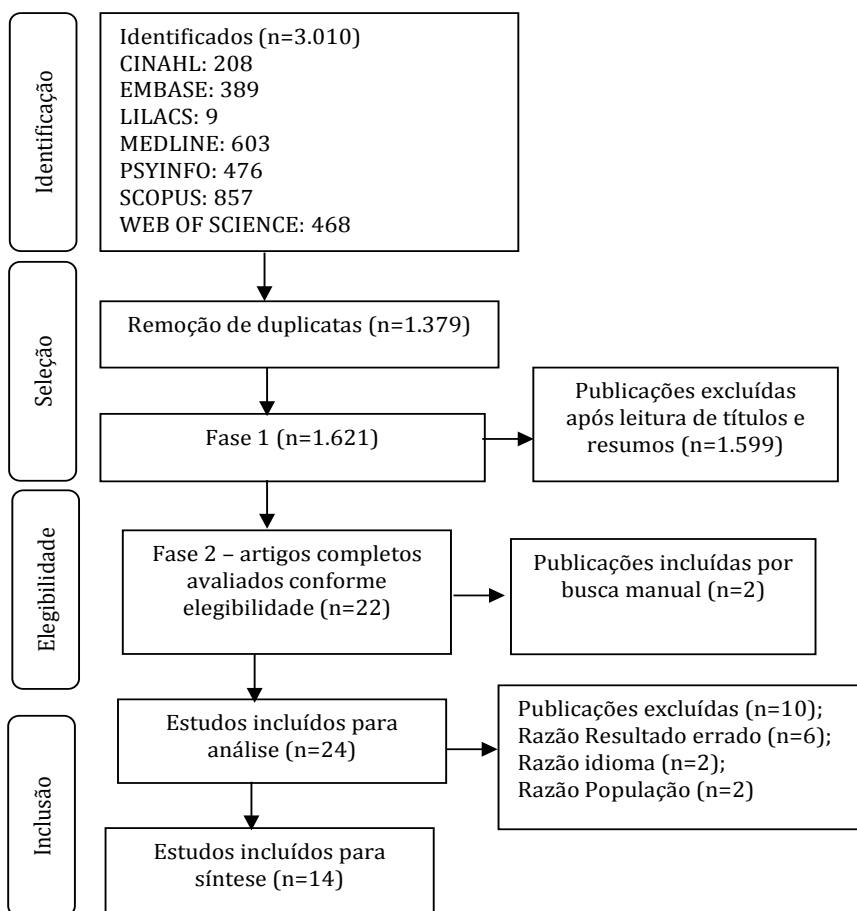 Identificação
Identificados (n=3.010)
CINAHL: 208
EMBASE: 389
LILACS: 9
MEDLINE: 603
PSYINFO: 476
SCOPUS: 857
WEB OF SCIENCE: 468
Seleção
Remoção de duplicatas (n=1.379)
Fase 1 (n=1.621)
Publicações excluídas
após leitura de títulos e
resumos (n=1.599)
Elegibilidade
Fase 2 – artigos completos
avaliados conforme
elegibilidade (n=22)
Publicações incluídas por
busca manual (n=2)
Inclusão
Estudos incluídos para
análise (n=24)
Publicações excluídas (n=10);
Razão Resultado errado (n=6);
Razão idioma (n=2);
Razão População (n=2)
Estudos incluídos para
síntese (n=14)